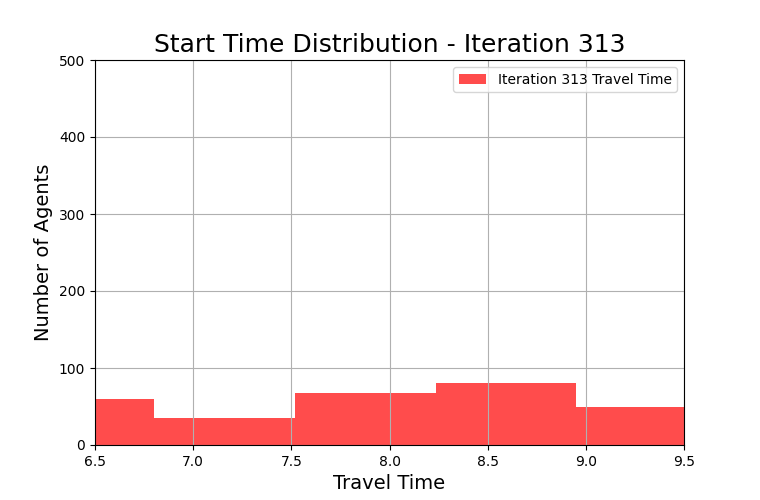 Start Time Distribution - Iteration 313
500
400
300
200
100
0
Number of Agents
Iteration 313 Travel Time
6.5 7.0 7.5 8.0 8.5 9.0 9.5
Travel Time